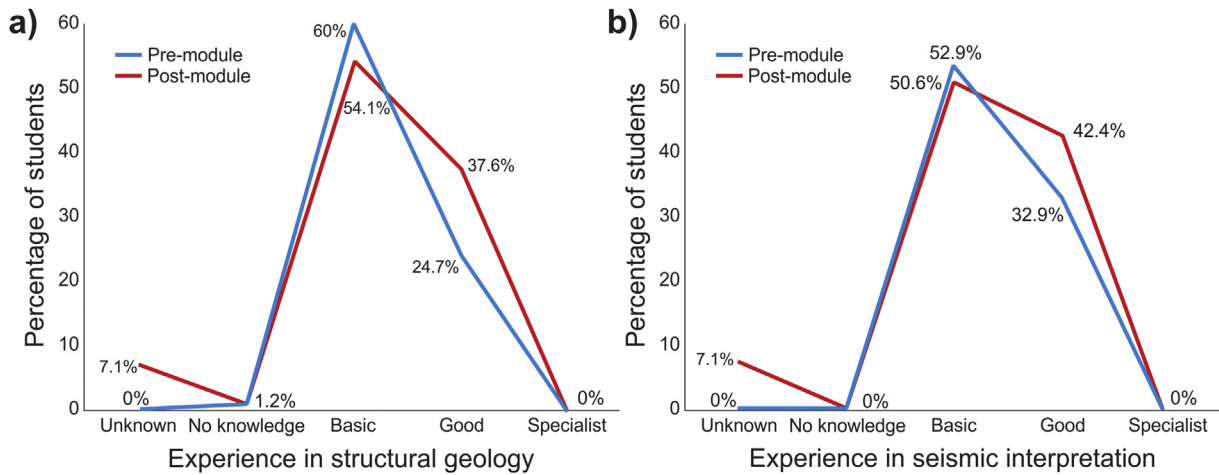 a)
Percentage of students
60
50
40
30
20
10
0
Pre-module
Post-module
60%
54.1%
37.6%
24.7%
7.1%
0%
1.2%
0%
Unknown
No knowledge
Basic
Good
Specialist
Experience in structural geology
b)
Percentage of students
60
50
40
30
20
10
0
Pre-module
Post-module
52.9%
50.6%
42.4%
32.9%
7.1%
0%
0%
0%
Unknown
No knowledge
Basic
Good
Specialist
Experience in seismic interpretation